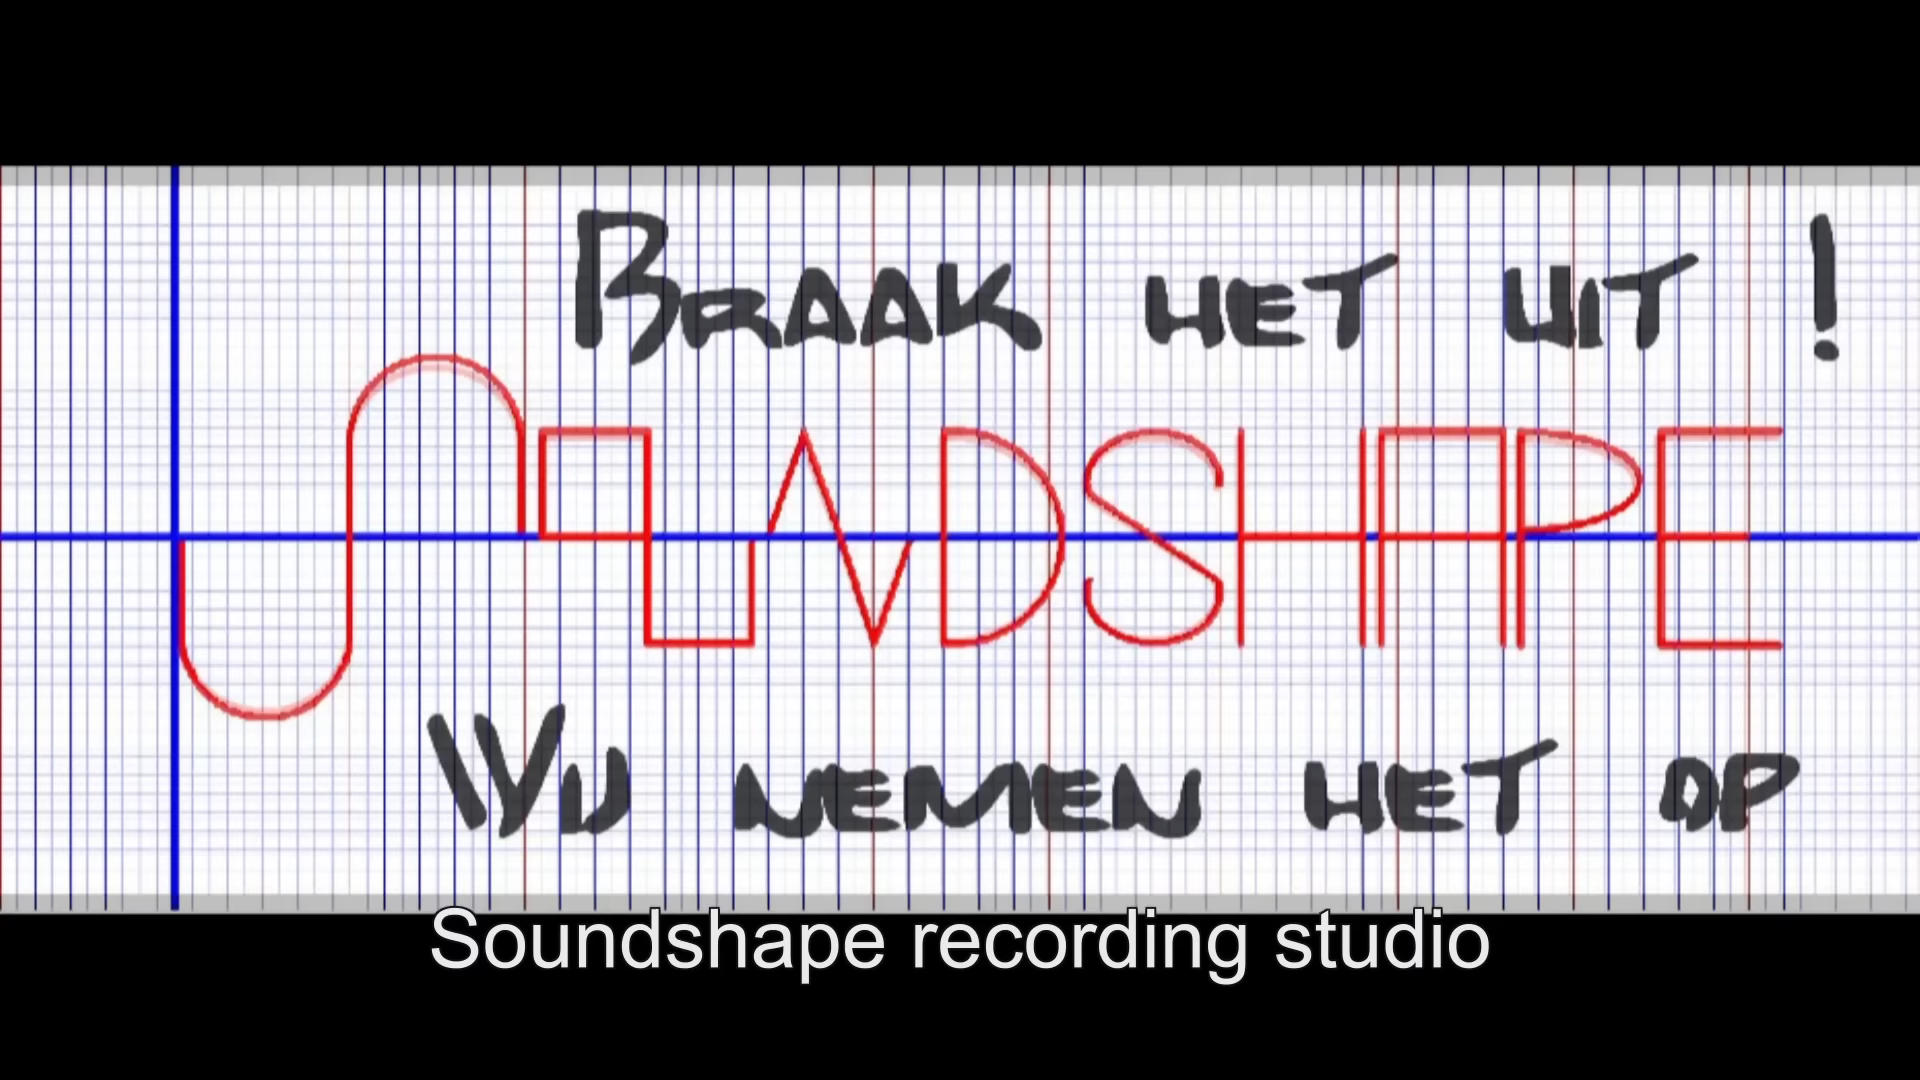 BRAAK HET UIT !
SOUNDSHAPE
WIJ NEMEN HET OP
Soundshape recording studio